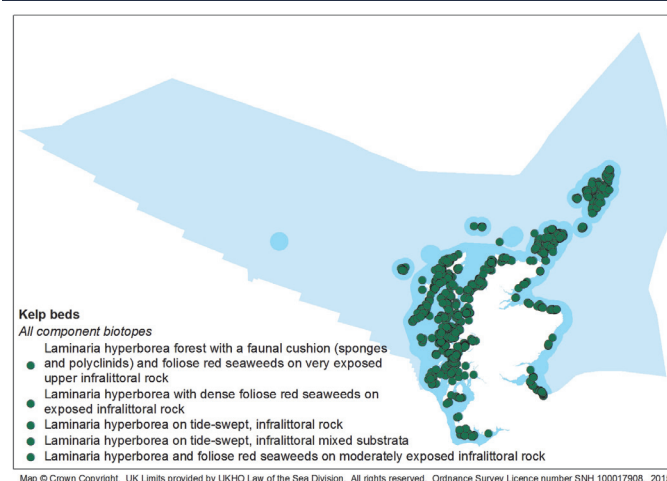 Kelp beds
All component biotopes
Laminaria hyperborea forest with a faunal cushion (sponges
and polyclinids) and foliose red seaweeds on very exposed
upper infralittoral rock
Laminaria hyperborea with dense foliose red seaweeds on
exposed infralittoral rock
Laminaria hyperborea on tide-swept, infralittoral rock
Laminaria hyperborea on tide-swept, infralittoral mixed substrata
Laminaria hyperborea and foliose red seaweeds on moderately exposed infralittoral rock
Map © Crown Copyright. UK Limits provided by UKHO Law of the Sea Division. All rights reserved. Ordnance Survey Licence number SNH 100017908